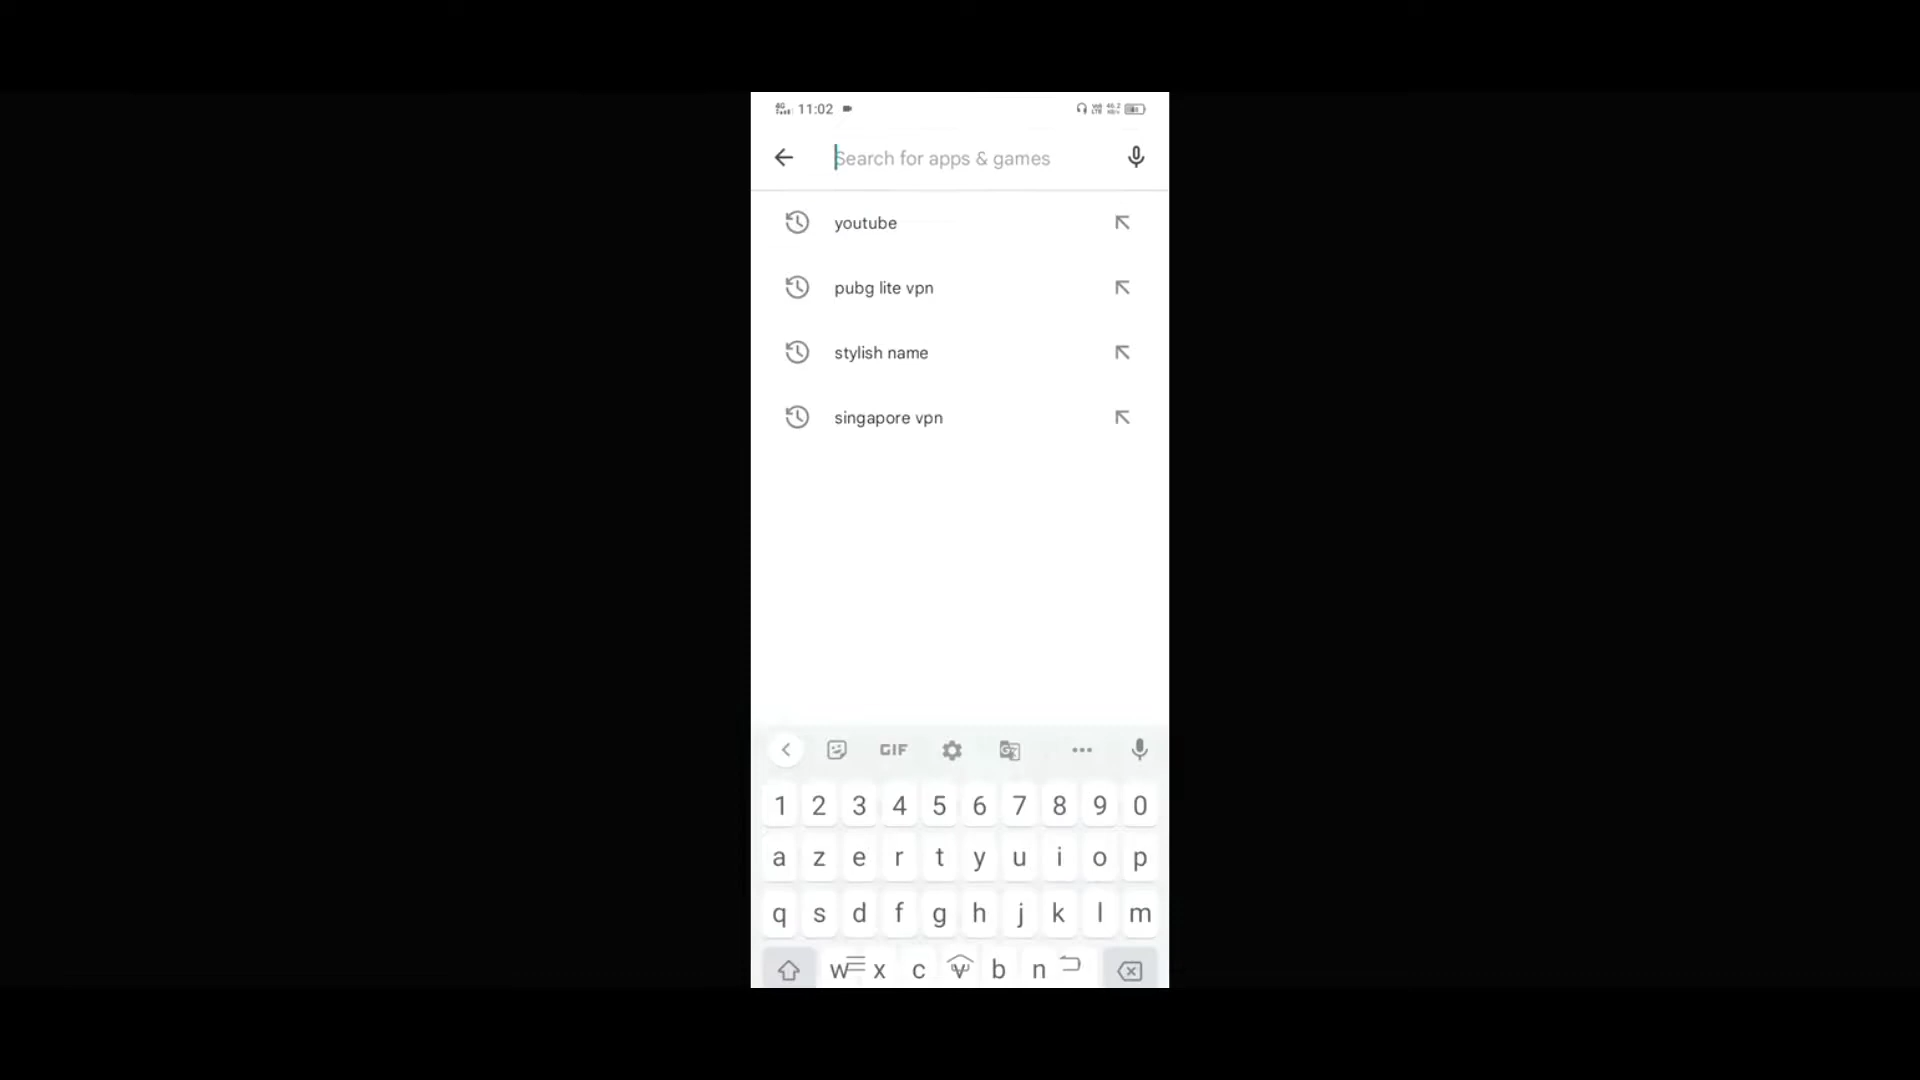 4G 11:02
Search for apps & games
youtube
pubg lite vpn
stylish name
singapore vpn
GIF
1 2 3 4 5 6 7 8 9 0
a z e r t y u i o p
q s d f g h j k l m
w x c v b n